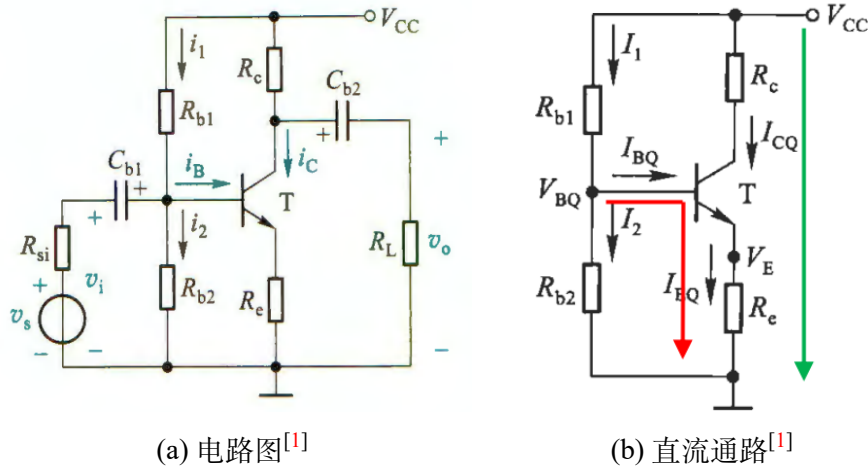 V_CC
i_1
R_c
C_b2
R_b1
+
i_B
i_C
+
C_b1
+
+
T
R_si
i_2
R_L
v_o
+
v_i
R_b2
R_e
v_s
−
−
−
(a) 电路图[1]
V_CC
I_1
R_c
R_b1
I_BQ
I_CQ
V_BQ
T
I_2
V_E
R_b2
I_EQ
R_e
(b) 直流通路[1]